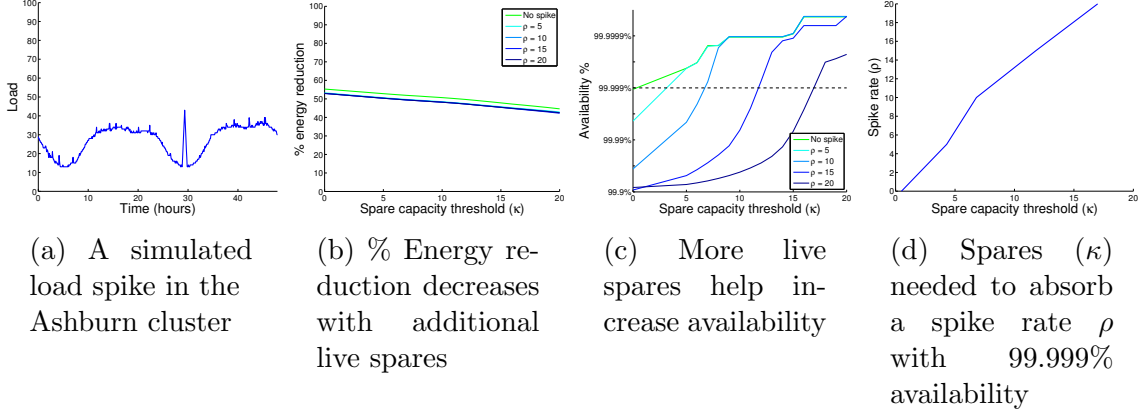 100
90
80
70
60
50
40
30
20
10
0
Load
0
20
40
Time (hours)
100
90
80
70
60
50
40
30
20
10
0
% energy reduction
No spike
ρ = 5
ρ = 10
ρ = 15
ρ = 20
0
5
10
15
20
Spare capacity threshold (κ)
99.9999%
99.999%
99.99%
99.9%
Availability %
No spike
ρ = 5
ρ = 10
ρ = 15
ρ = 20
0
5
10
15
20
Spare capacity threshold (κ)
20
18
16
14
12
10
8
6
4
2
0
Spike rate (ρ)
0
5
10
15
20
Spare capacity threshold (κ)
(a) A simulated
load spike in the
Ashburn cluster
(b) % Energy re-
duction decreases
with additional
live spares
(c) More live
spares help in-
crease availability
(d) Spares (κ)
needed to absorb
a spike rate ρ
with 99.999%
availability